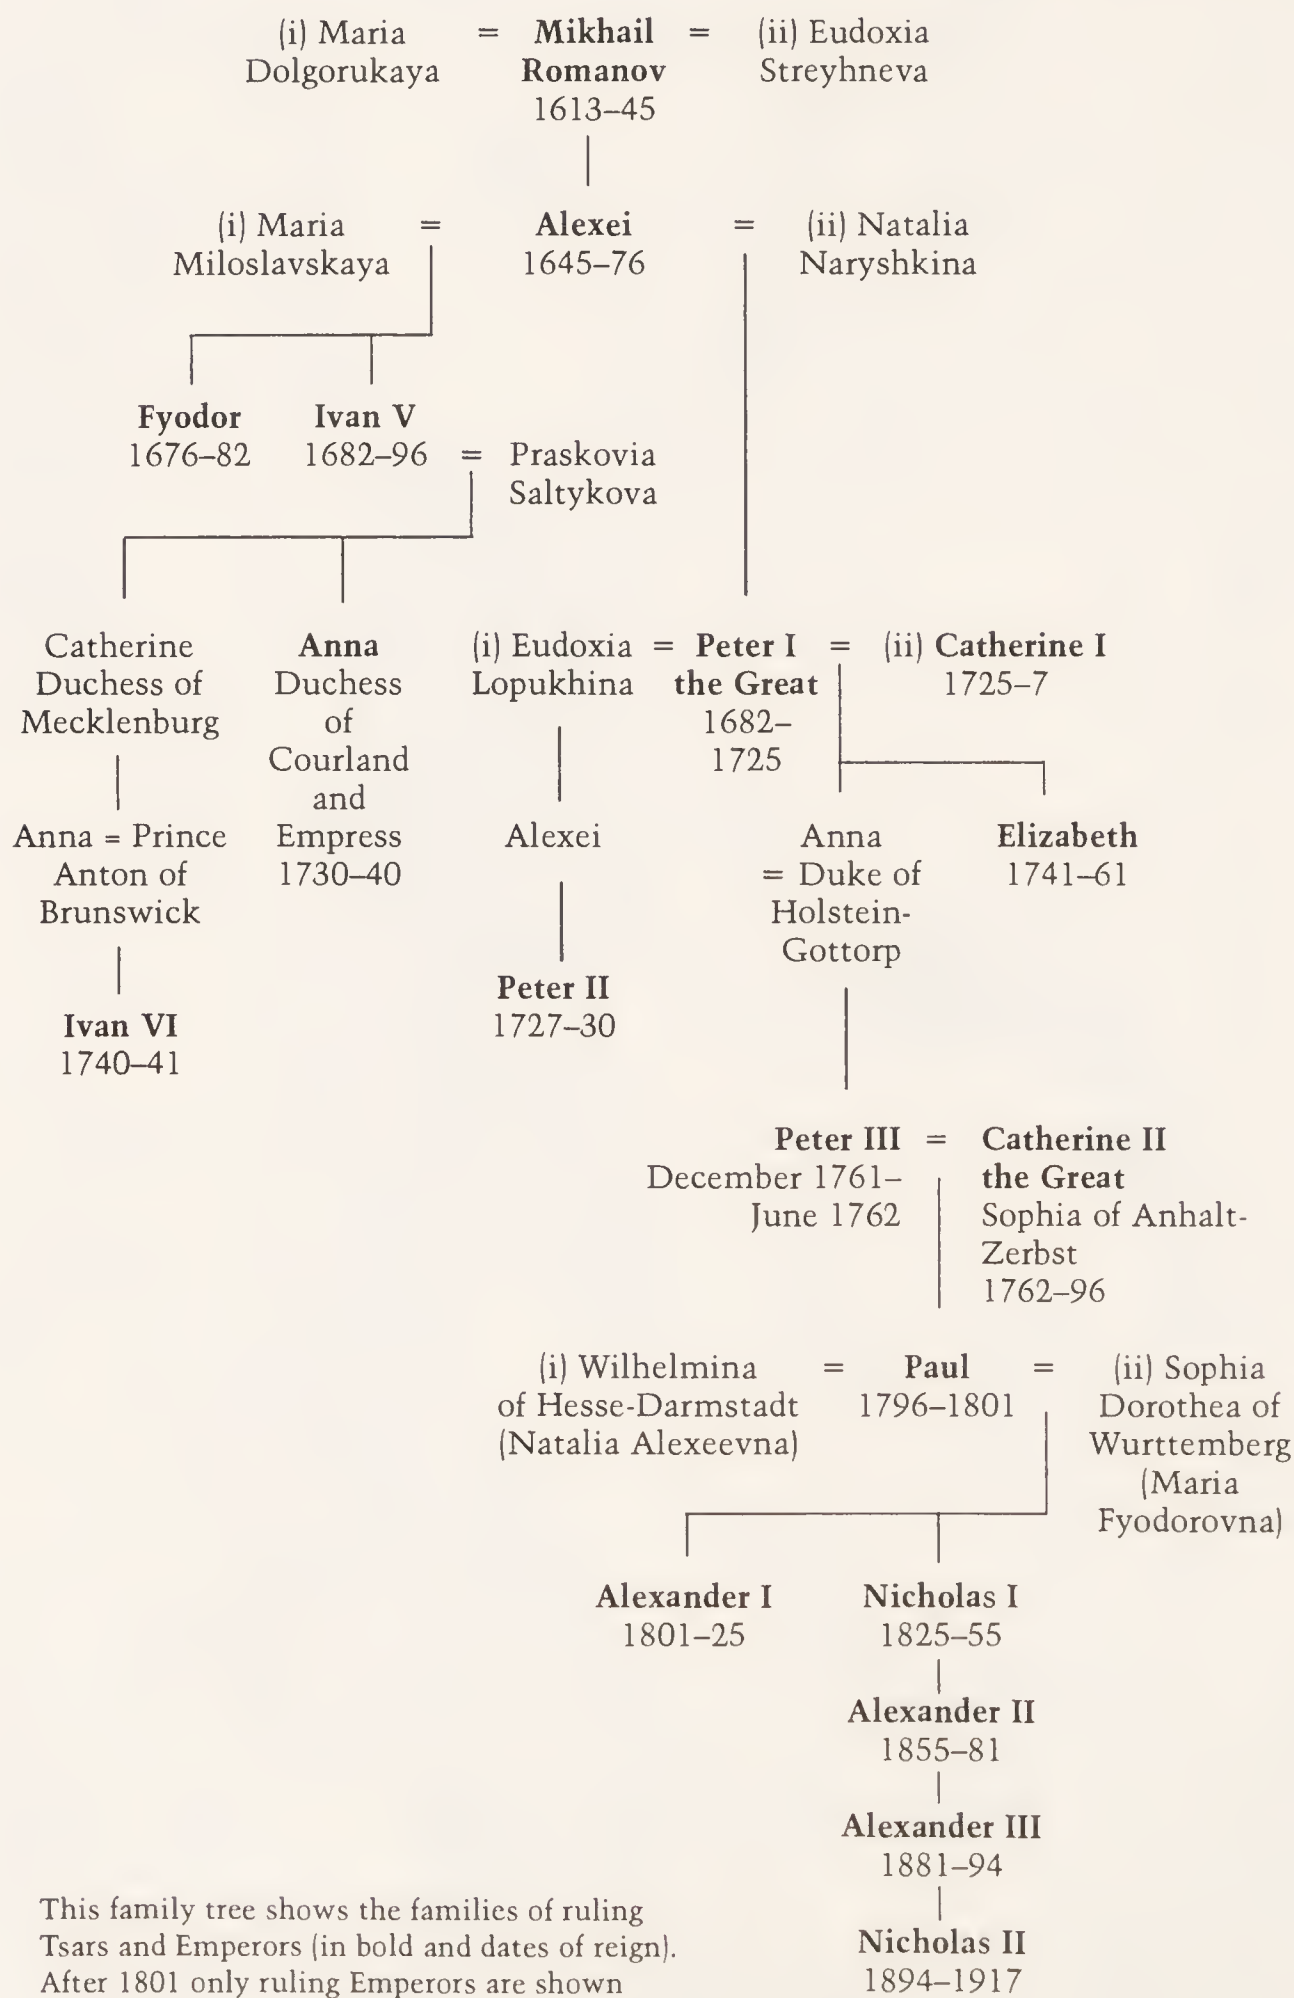 (i) Maria = Mikhail = (ii) Eudoxia
Dolgorukaya Romanov Streyhneva
1613–45
(i) Maria = Alexei = (ii) Natalia
Miloslavskaya 1645–76 Naryshkina
Fyodor Ivan V
1676–82 1682–96 = Praskovia
Saltykova
Catherine Anna (i) Eudoxia = Peter I = (ii) Catherine I
Duchess of Duchess Lopukhina the Great 1725–7
Mecklenburg of 1682–
Courland 1725
and
Anna = Prince Empress Alexei Anna Elizabeth
Anton of 1730–40 = Duke of 1741–61
Brunswick Holstein-
Gottorp
Peter II
Ivan VI 1727–30
1740–41
Peter III = Catherine II
December 1761– the Great
June 1762 Sophia of Anhalt-
Zerbst
1762–96
(i) Wilhelmina = Paul = (ii) Sophia
of Hesse-Darmstadt 1796–1801 Dorothea of
(Natalia Alexeevna) Wurttemberg
(Maria
Fyodorovna)
Alexander I Nicholas I
1801–25 1825–55
Alexander II
1855–81
Alexander III
1881–94
This family tree shows the families of ruling
Tsars and Emperors (in bold and dates of reign).
After 1801 only ruling Emperors are shown
Nicholas II
1894–1917